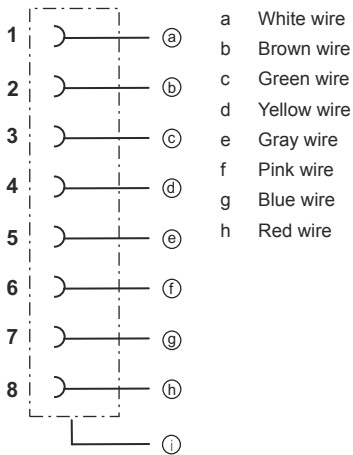 1 ⓐ a White wire
2 ⓑ b Brown wire
3 ⓒ c Green wire
4 ⓓ d Yellow wire
5 ⓔ e Gray wire
6 ⓕ f Pink wire
7 ⓖ g Blue wire
8 ⓗ h Red wire
ⓘ